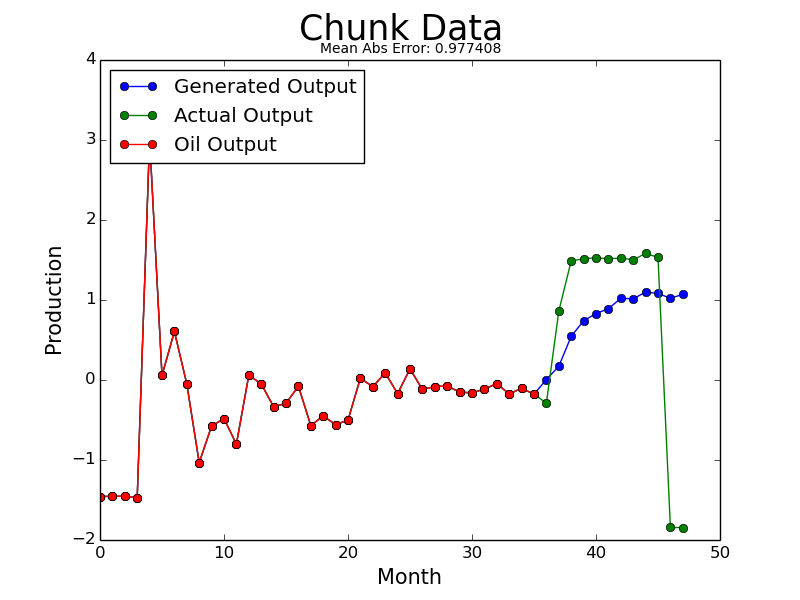 Chunk Data
Mean Abs Error: 0.977408
Generated Output
Actual Output
Oil Output
Production
4
3
2
1
0
−1
−2
0 10 20 30 40 50
Month